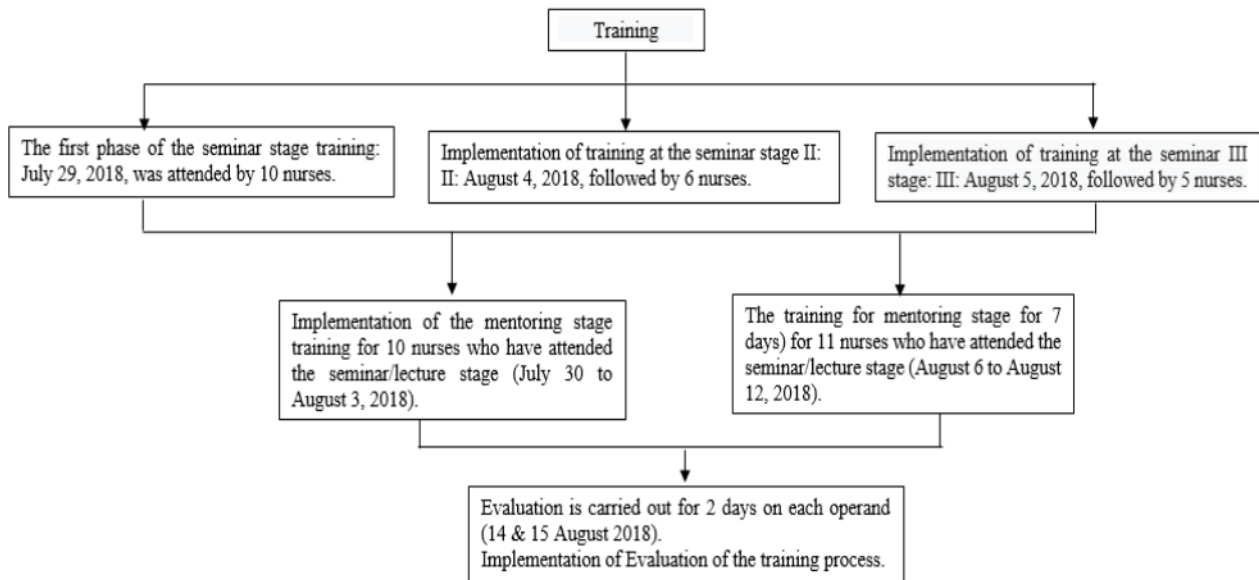 Training
The first phase of the seminar stage training:
July 29, 2018, was attended by 10 nurses.
Implementation of training at the seminar stage II:
II: August 4, 2018, followed by 6 nurses.
Implementation of training at the seminar III
stage: III: August 5, 2018, followed by 5 nurses.
Implementation of the mentoring stage
training for 10 nurses who have attended
the seminar/lecture stage (July 30 to
August 3, 2018).
The training for mentoring stage for 7
days) for 11 nurses who have attended the
seminar/lecture stage (August 6 to August
12, 2018).
Evaluation is carried out for 2 days on each operand
(14 & 15 August 2018).
Implementation of Evaluation of the training process.